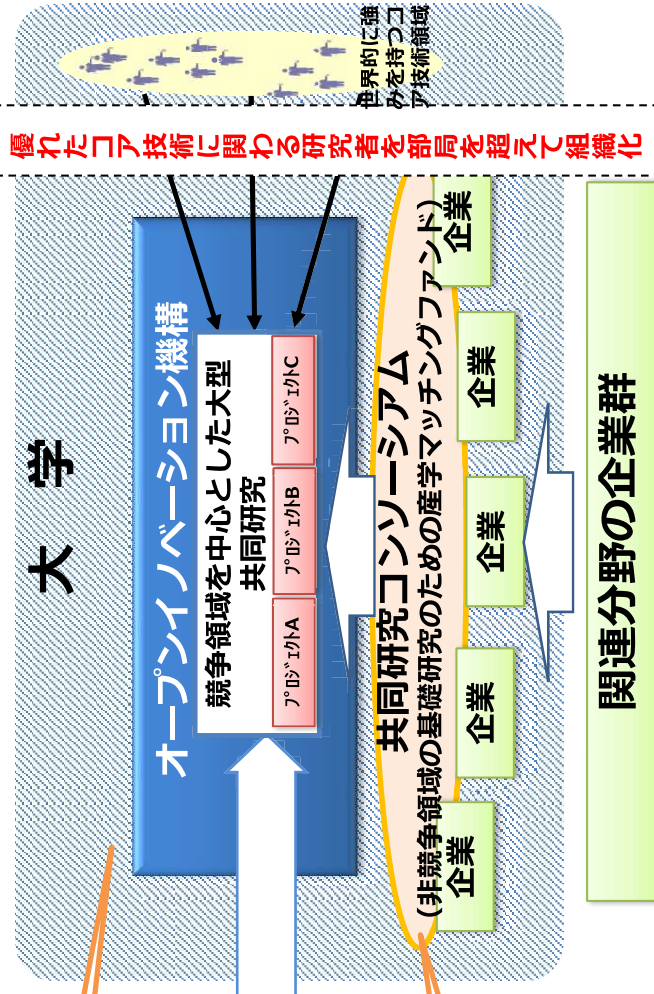 大 学
オープンイノベーション機構
競争領域を中心とした大型
共同研究
ﾌﾟﾛｼﾞｪｸﾄA
ﾌﾟﾛｼﾞｪｸﾄB
ﾌﾟﾛｼﾞｪｸﾄC
優れたコア技術に関わる研究者を部局を超えて組織化
世界的に強
みを持つコ
ア技術領域
共同研究コンソーシアム
(非競争領域の基礎研究のための産学マッチングファンド)
企業
企業
企業
企業
企業
関連分野の企業群